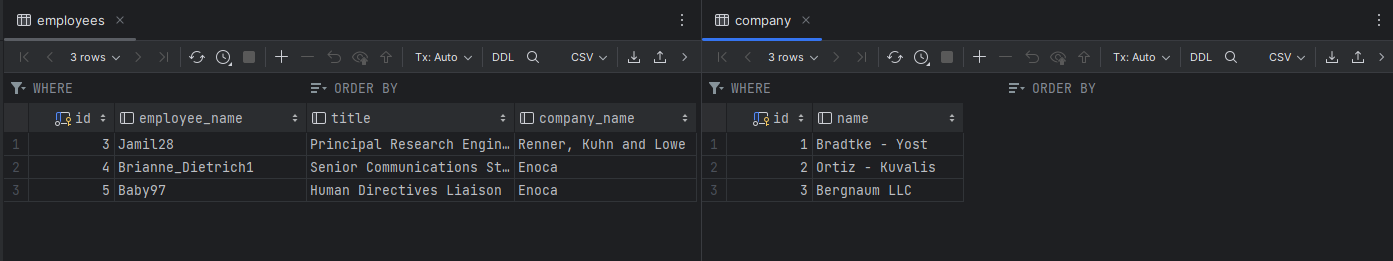 employees
company
3 rows Tx: Auto DDL CSV
3 rows Tx: Auto DDL CSV
WHERE ORDER BY
WHERE ORDER BY
id employee_name title company_name
1 3 Jamil28 Principal Research Engin… Renner, Kuhn and Lowe
2 4 Brianne_Dietrich1 Senior Communications St… Enoca
3 5 Baby97 Human Directives Liaison Enoca
id name
1 1 Bradtke - Yost
2 2 Ortiz - Kuvalis
3 3 Bergnaum LLC